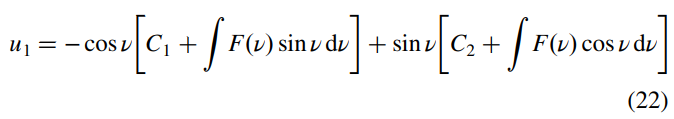 u₁ = −cos ν[C₁ + ∫ F(ν) sin ν dν] + sin ν[C₂ + ∫ F(ν) cos ν dν]
(22)